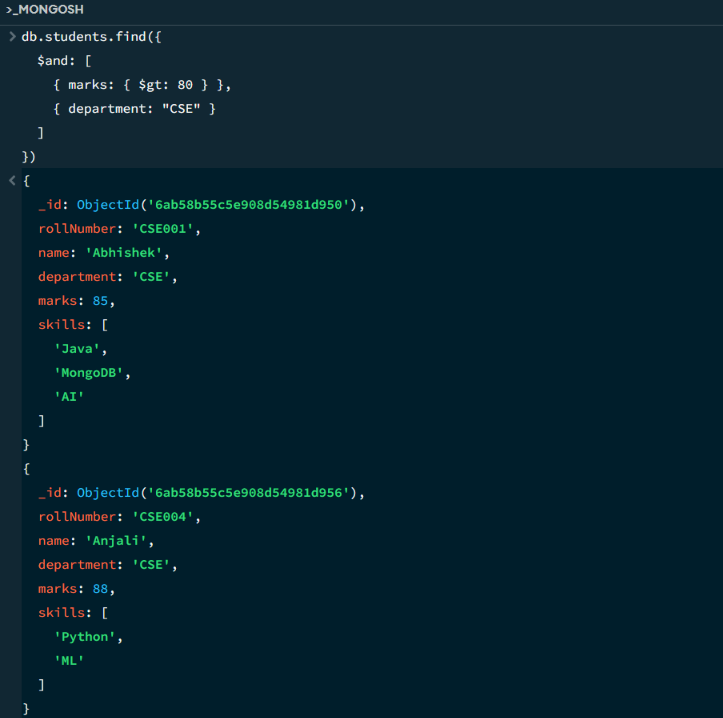 >_MONGOSH
> db.students.find({
  $and: [
    { marks: { $gt: 80 } },
    { department: "CSE" }
  ]
})
< {
  _id: ObjectId('6ab58b55c5e908d54981d950'),
  rollNumber: 'CSE001',
  name: 'Abhishek',
  department: 'CSE',
  marks: 85,
  skills: [
    'Java',
    'MongoDB',
    'AI'
  ]
}
{
  _id: ObjectId('6ab58b55c5e908d54981d956'),
  rollNumber: 'CSE004',
  name: 'Anjali',
  department: 'CSE',
  marks: 88,
  skills: [
    'Python',
    'ML'
  ]
}